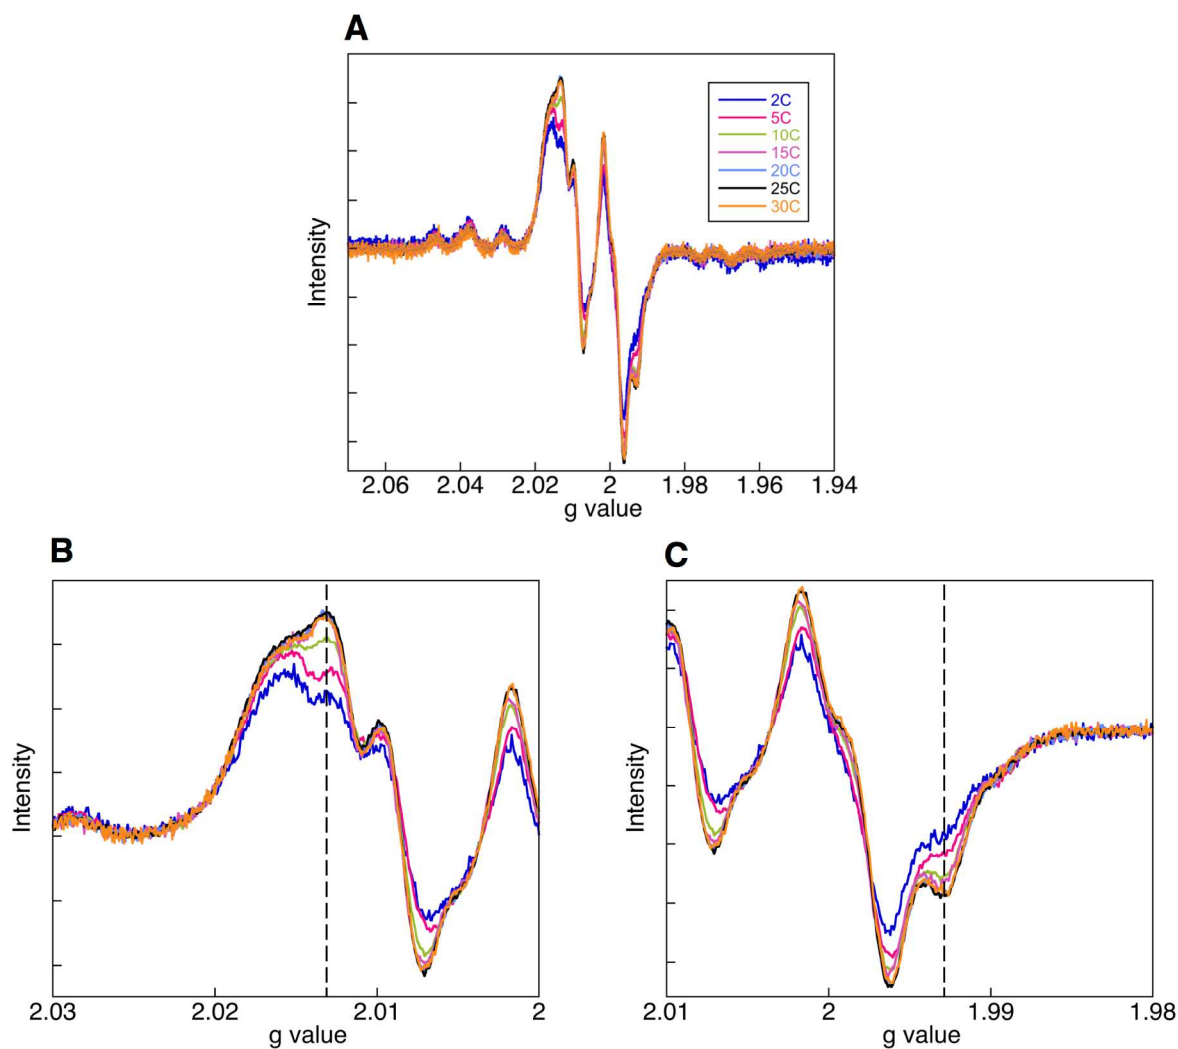 A
2C
5C
10C
15C
20C
25C
30C
Intensity
2.06 2.04 2.02 2 1.98 1.96 1.94
g value
B
Intensity
2.03 2.02 2.01 2
g value
C
Intensity
2.01 2 1.99 1.98
g value